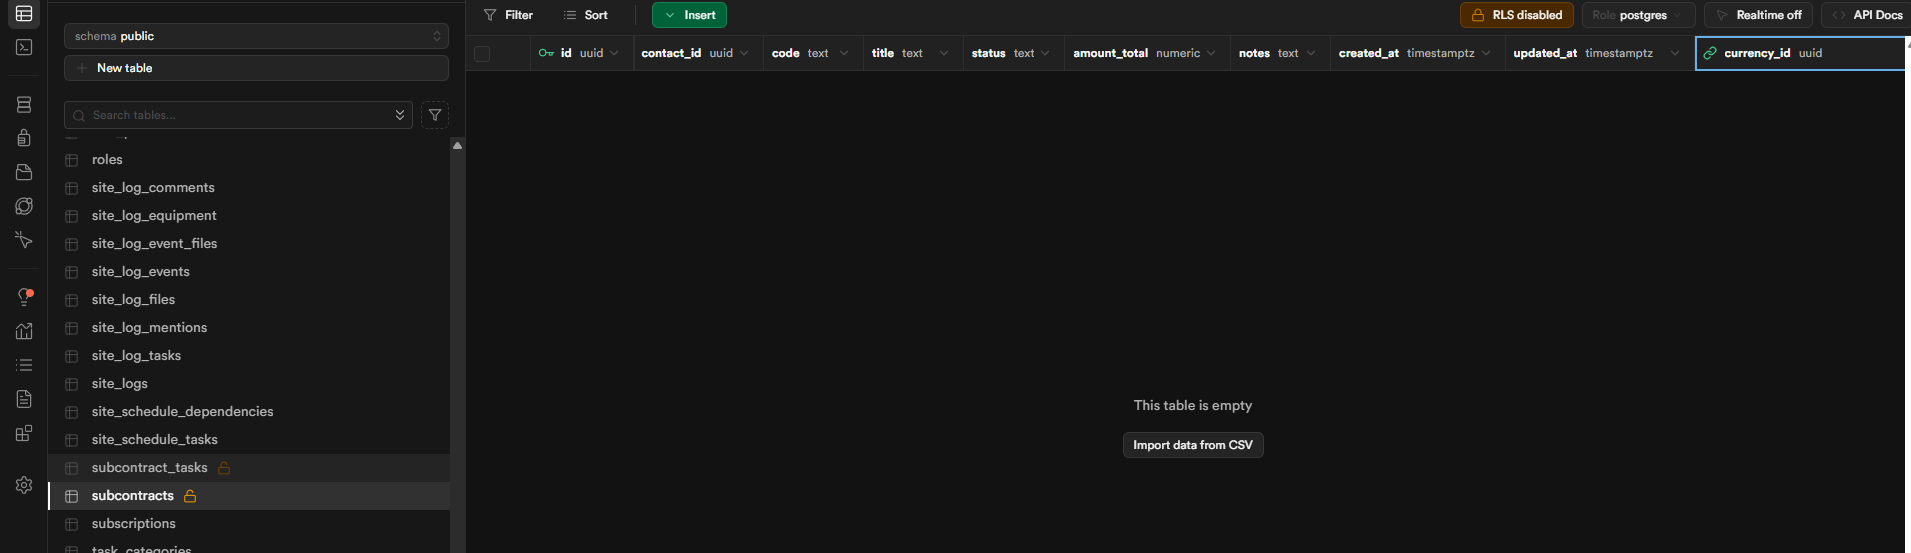 schema public
New table
Search tables...
roles
site_log_comments
site_log_equipment
site_log_event_files
site_log_events
site_log_files
site_log_mentions
site_log_tasks
site_logs
site_schedule_dependencies
site_schedule_tasks
subcontract_tasks
subcontracts
subscriptions
task_categories
Filter Sort Insert RLS disabled Role postgres Realtime off API Docs
id uuid contact_id uuid code text title text status text amount_total numeric notes text created_at timestamptz updated_at timestamptz currency_id uuid
This table is empty
Import data from CSV